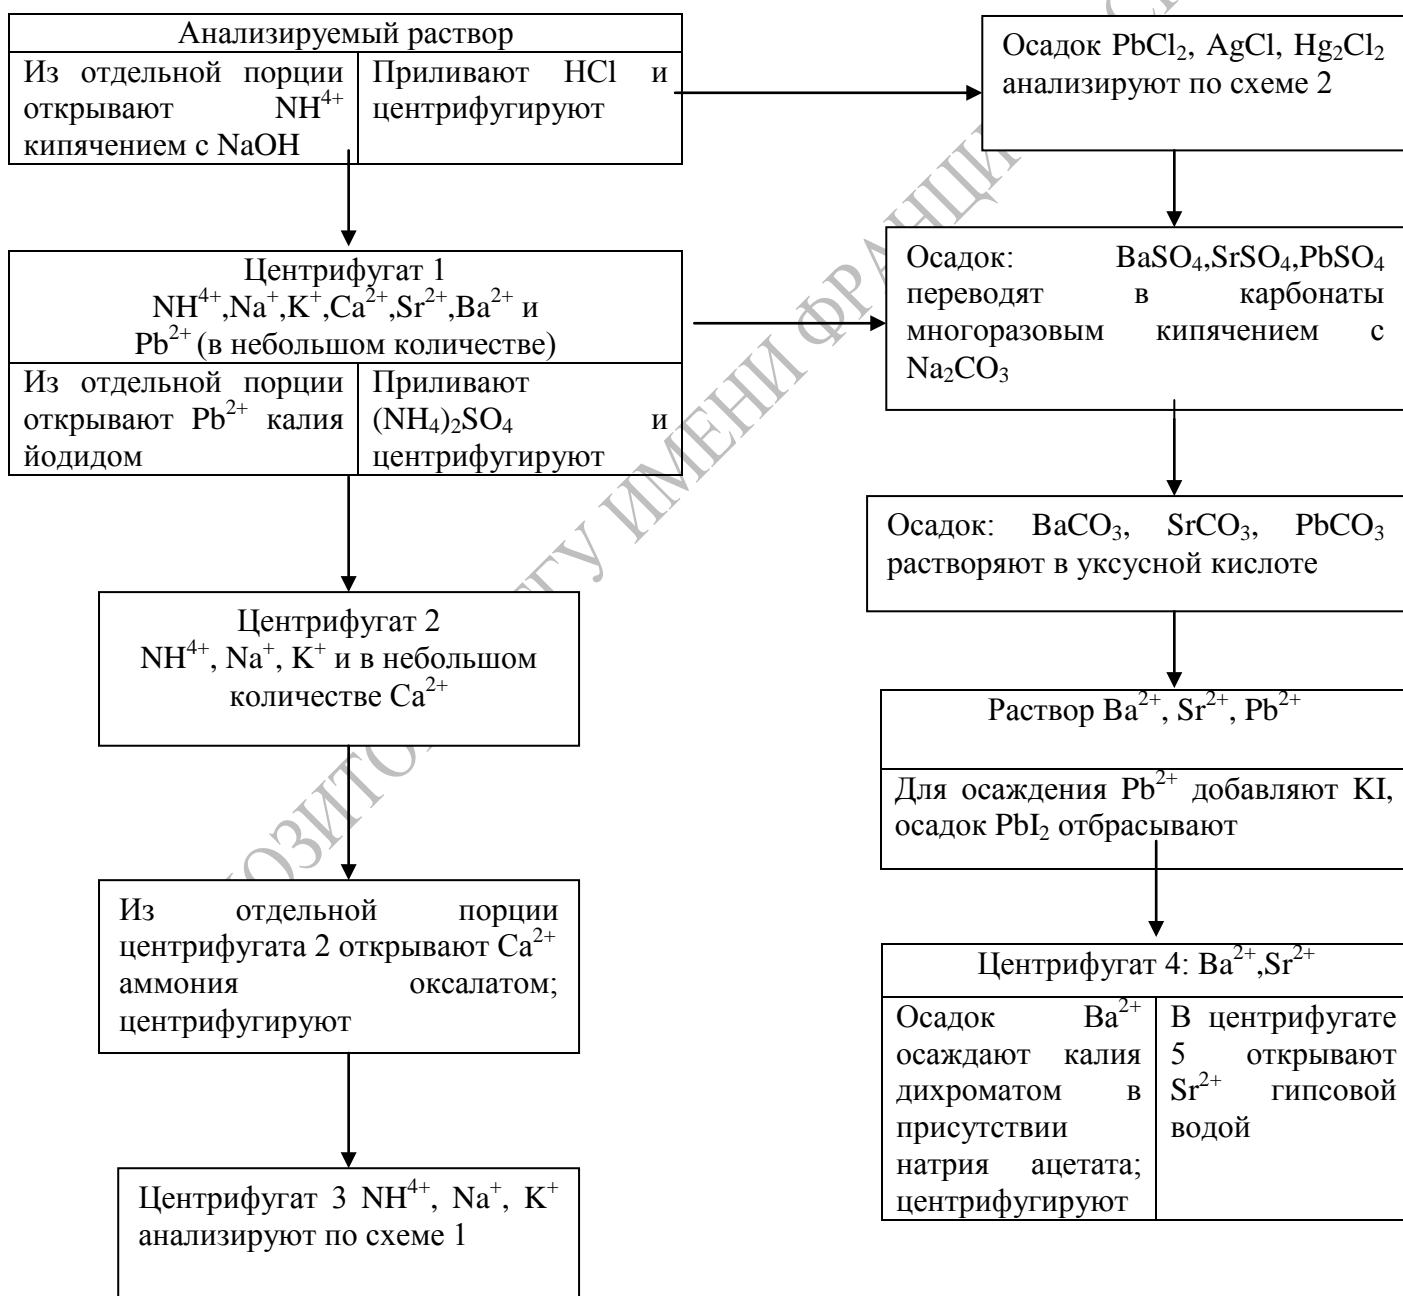 Анализируемый раствор
Из отдельной порции
открывают NH⁴⁺
кипячением с NaOH
Приливают HCl и
центрифугируют
Осадок PbCl₂, AgCl, Hg₂Cl₂
анализируют по схеме 2
Центрифугат 1
NH⁴⁺,Na⁺,K⁺,Ca²⁺,Sr²⁺,Ba²⁺ и
Pb²⁺ (в небольшом количестве)
Из отдельной порции
открывают Pb²⁺ калия
йодидом
Приливают
(NH₄)₂SO₄ и
центрифугируют
Осадок: BaSO₄,SrSO₄,PbSO₄
переводят в карбонаты
многоразовым кипячением с
Na₂CO₃
Осадок: BaCO₃, SrCO₃, PbCO₃
растворяют в уксусной кислоте
Центрифугат 2
NH⁴⁺, Na⁺, K⁺ и в небольшом
количестве Ca²⁺
Раствор Ba²⁺, Sr²⁺, Pb²⁺
Для осаждения Pb²⁺ добавляют KI,
осадок PbI₂ отбрасывают
Из отдельной порции
центрифугата 2 открывают Ca²⁺
аммония оксалатом;
центрифугируют
Центрифугат 4: Ba²⁺,Sr²⁺
Осадок Ba²⁺
осаждают калия
дихроматом в
присутствии
натрия ацетата;
центрифугируют
В центрифугате
5 открывают
Sr²⁺ гипсовой
водой
Центрифугат 3 NH⁴⁺, Na⁺, K⁺
анализируют по схеме 1
ГГУ ИМЕНИ